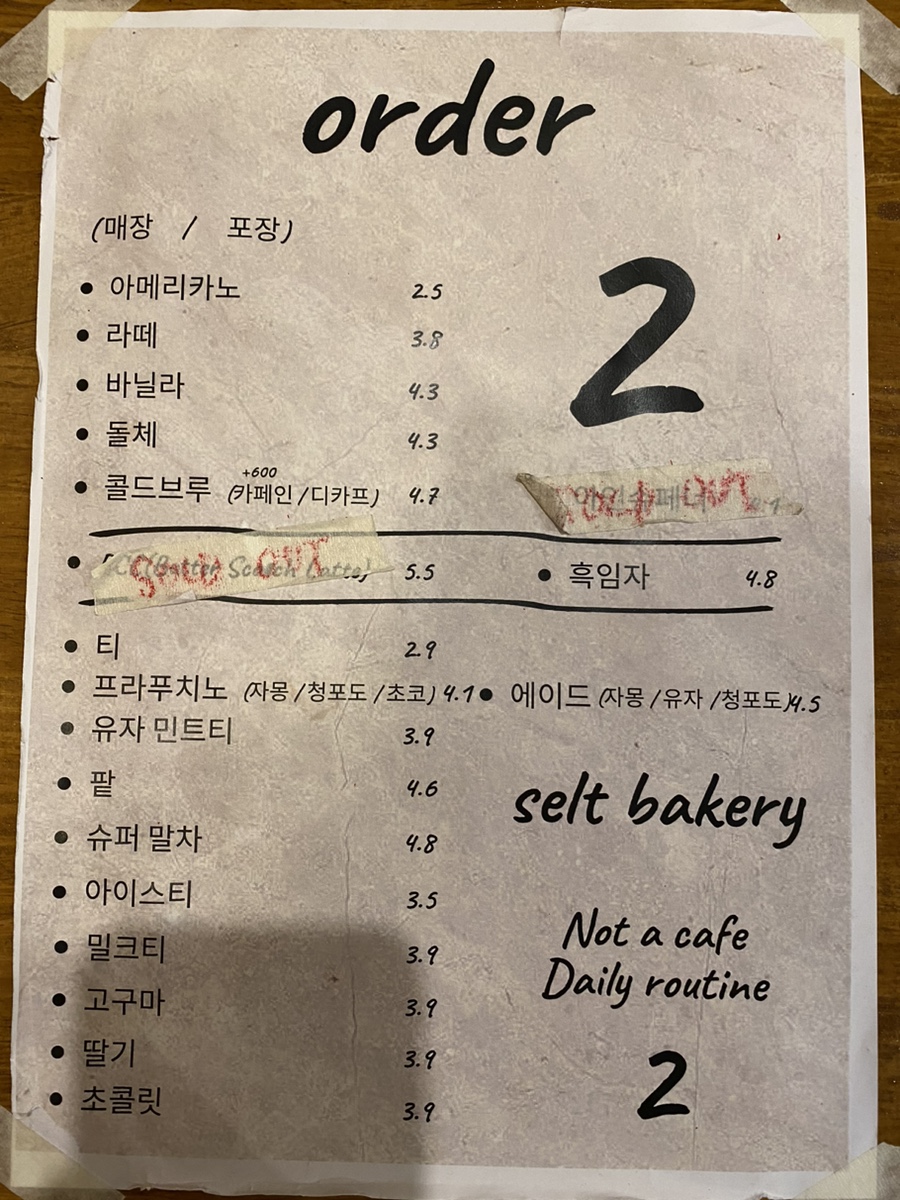 order
(매장 / 포장)
2
• 아메리카노 2.5
• 라떼 3.8
• 바닐라 4.3
• 돌체 4.3
+600
• 콜드브루 (카페인 /디카프) 4.7
SOLD OUT
• (Butter Scotch Latte) 5.5
SOLD OUT
• 흑임자 4.8
• 티 2.9
• 프라푸치노 (자몽 /청포도 /초코) 4.1
• 에이드 (자몽 /유자 /청포도) 4.5
• 유자 민트티 3.9
• 팥 4.6
• 슈퍼 말차 4.8
• 아이스티 3.5
• 밀크티 3.9
• 고구마 3.9
• 딸기 3.9
• 초콜릿 3.9
selt bakery
Not a cafe
Daily routine
2